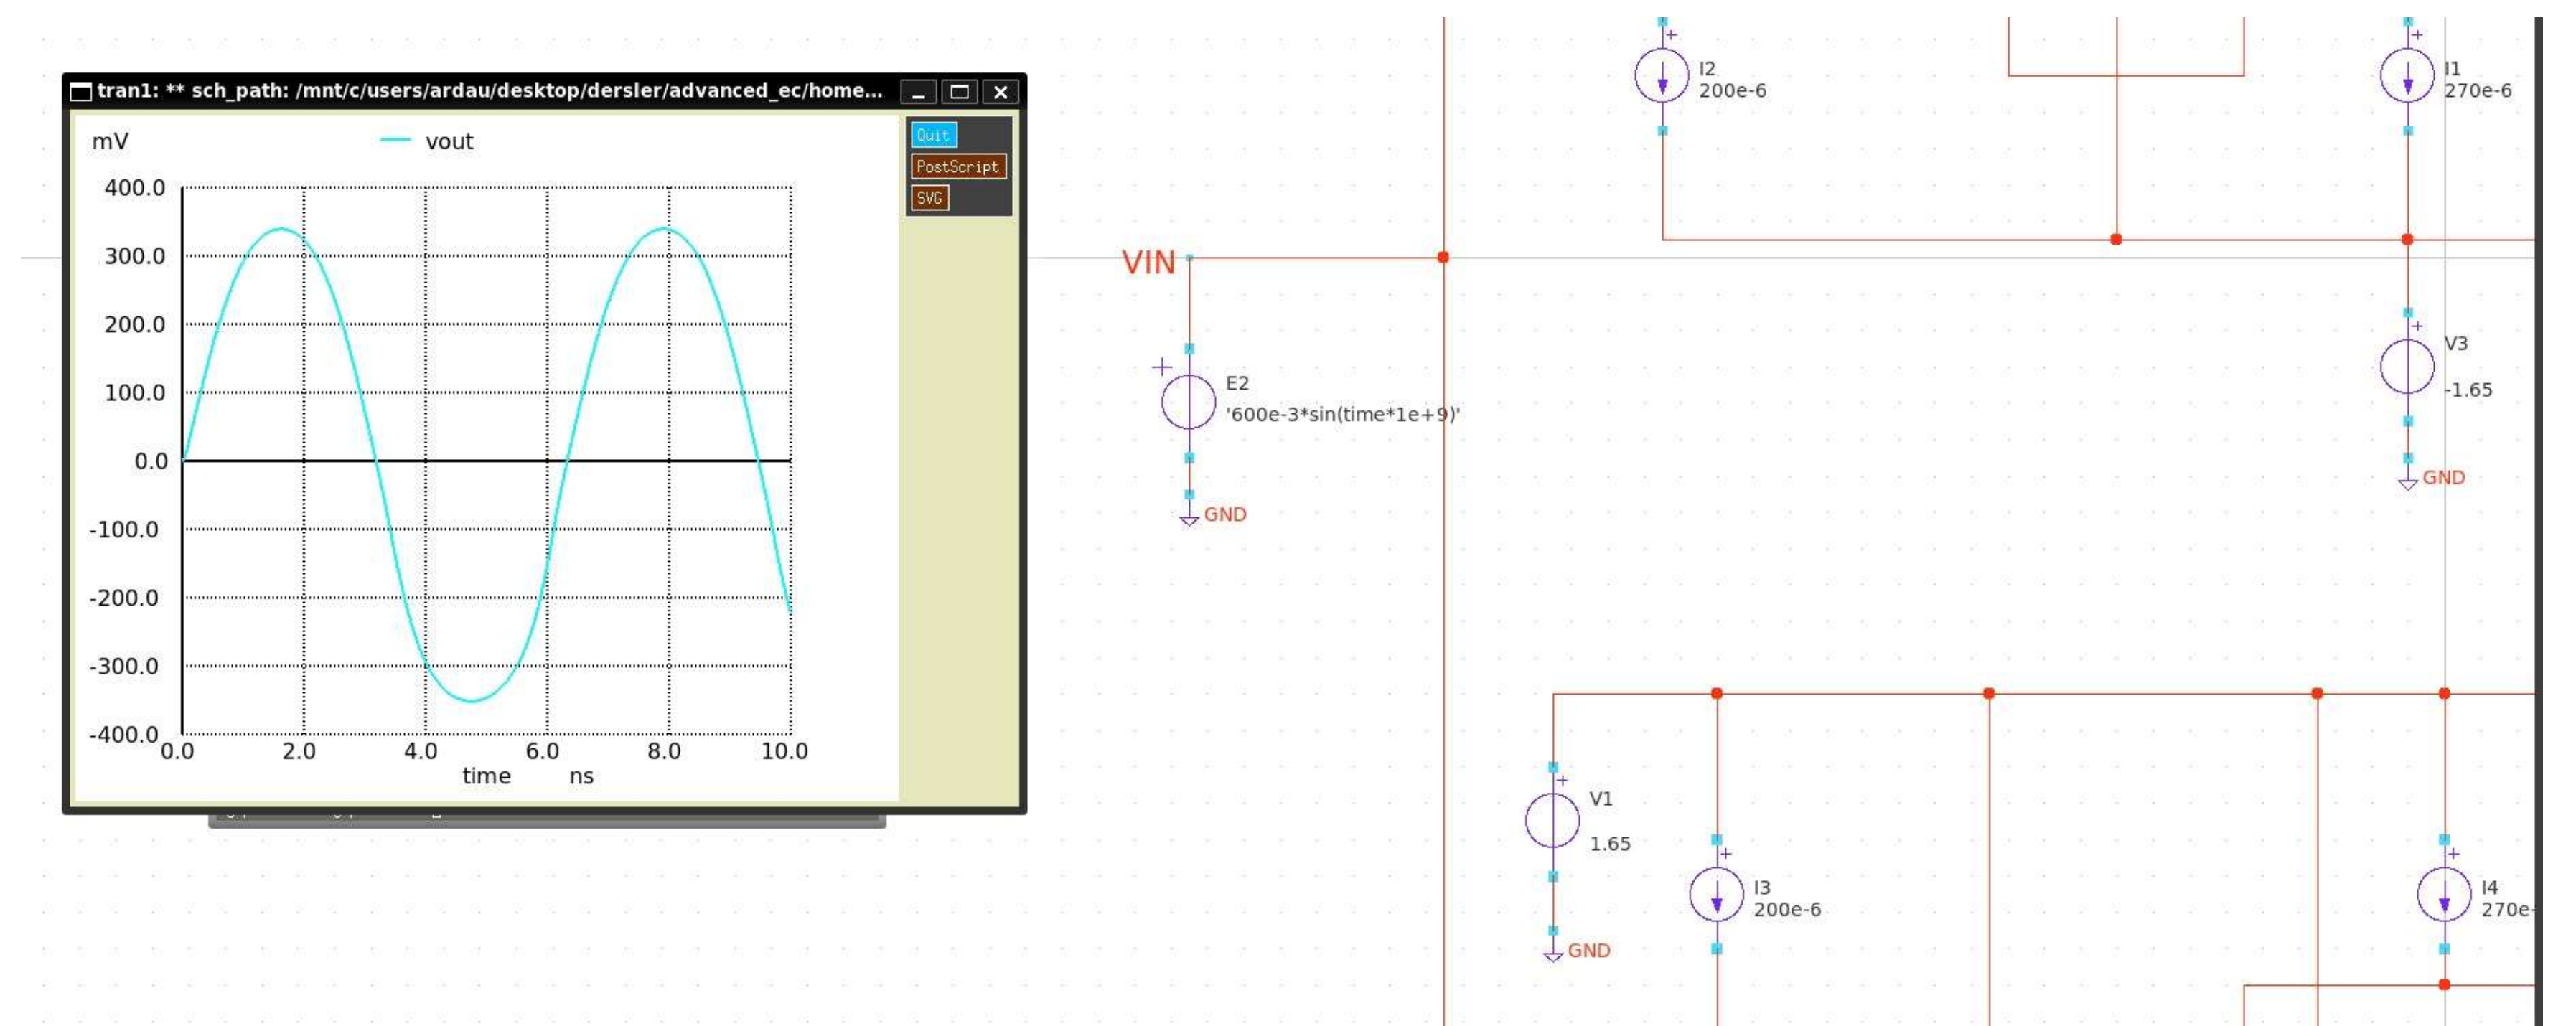 tran1: ** sch_path: /mnt/c/users/ardau/desktop/dersler/advanced_ec/home...
Quit
PostScript
SVG
mV
vout
400.0
300.0
200.0
100.0
0.0
-100.0
-200.0
-300.0
-400.0
0.0 2.0 4.0 6.0 8.0 10.0
time ns
I2
200e-6
I1
270e-6
VIN
E2
'600e-3*sin(time*1e+9)'
GND
V3
-1.65
GND
V1
1.65
GND
I3
200e-6
I4
270e-